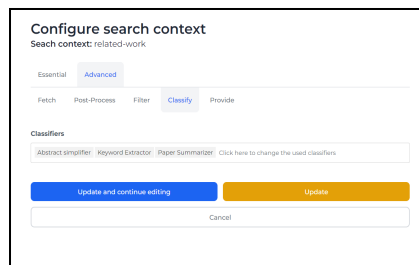 Configure search context
Seach context: related-work
Essential Advanced
Fetch Post-Process Filter Classify Provide
Classifiers
Abstract simplifier Keyword Extractor Paper Summarizer Click here to change the used classifiers
Update and continue editing Update
Cancel